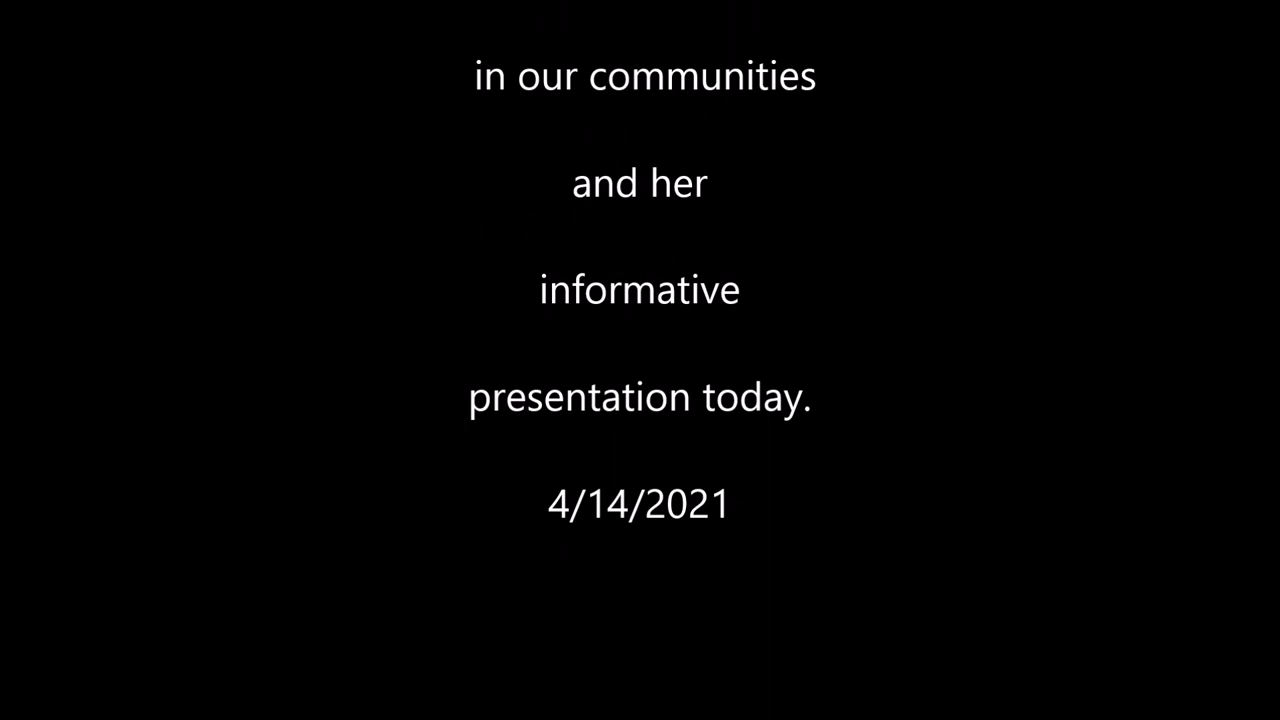 in our communities
and her
informative
presentation today.
4/14/2021